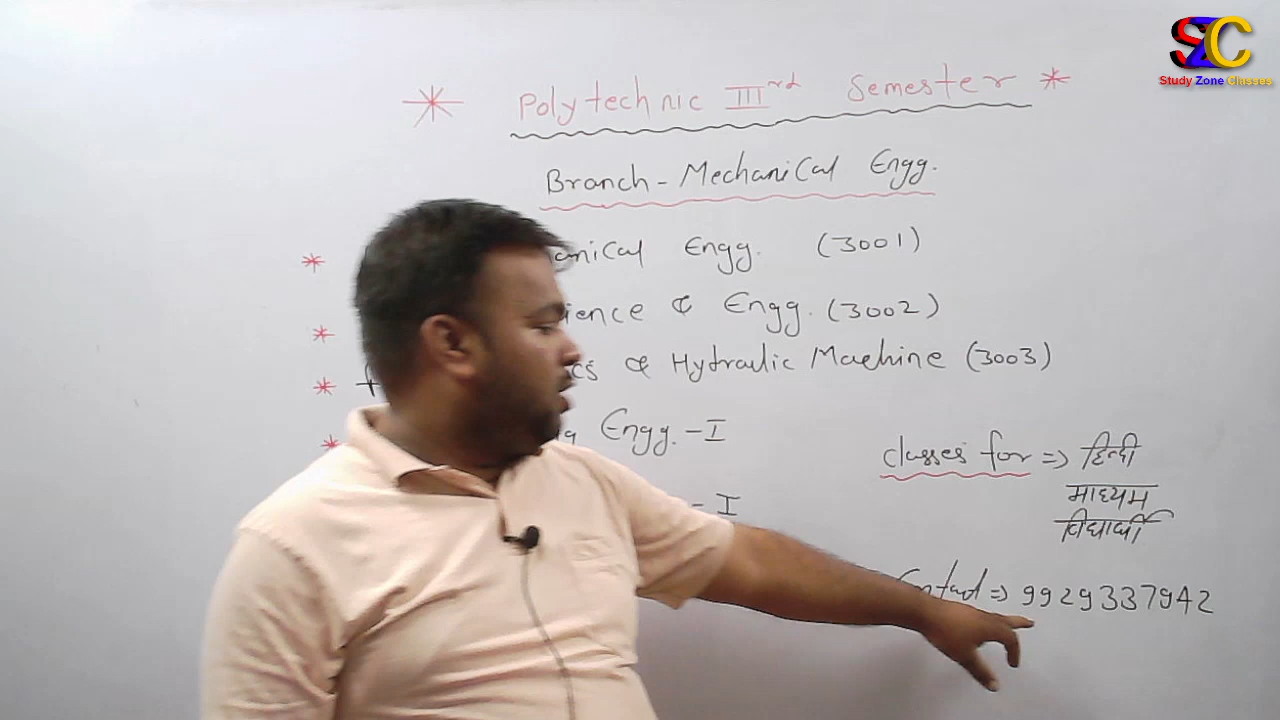 SZC
Study Zone Classes
* Polytechnic IIIrd Semester *
Branch - Mechanical Engg.
* anical Engg. (3001)
* ience & Engg. (3002)
* cs & Hydraulic Machine (3003)
* Engg. - I
- I
classes for => हिन्दी
माध्यम
विद्यार्थी
Contact => 9929337942